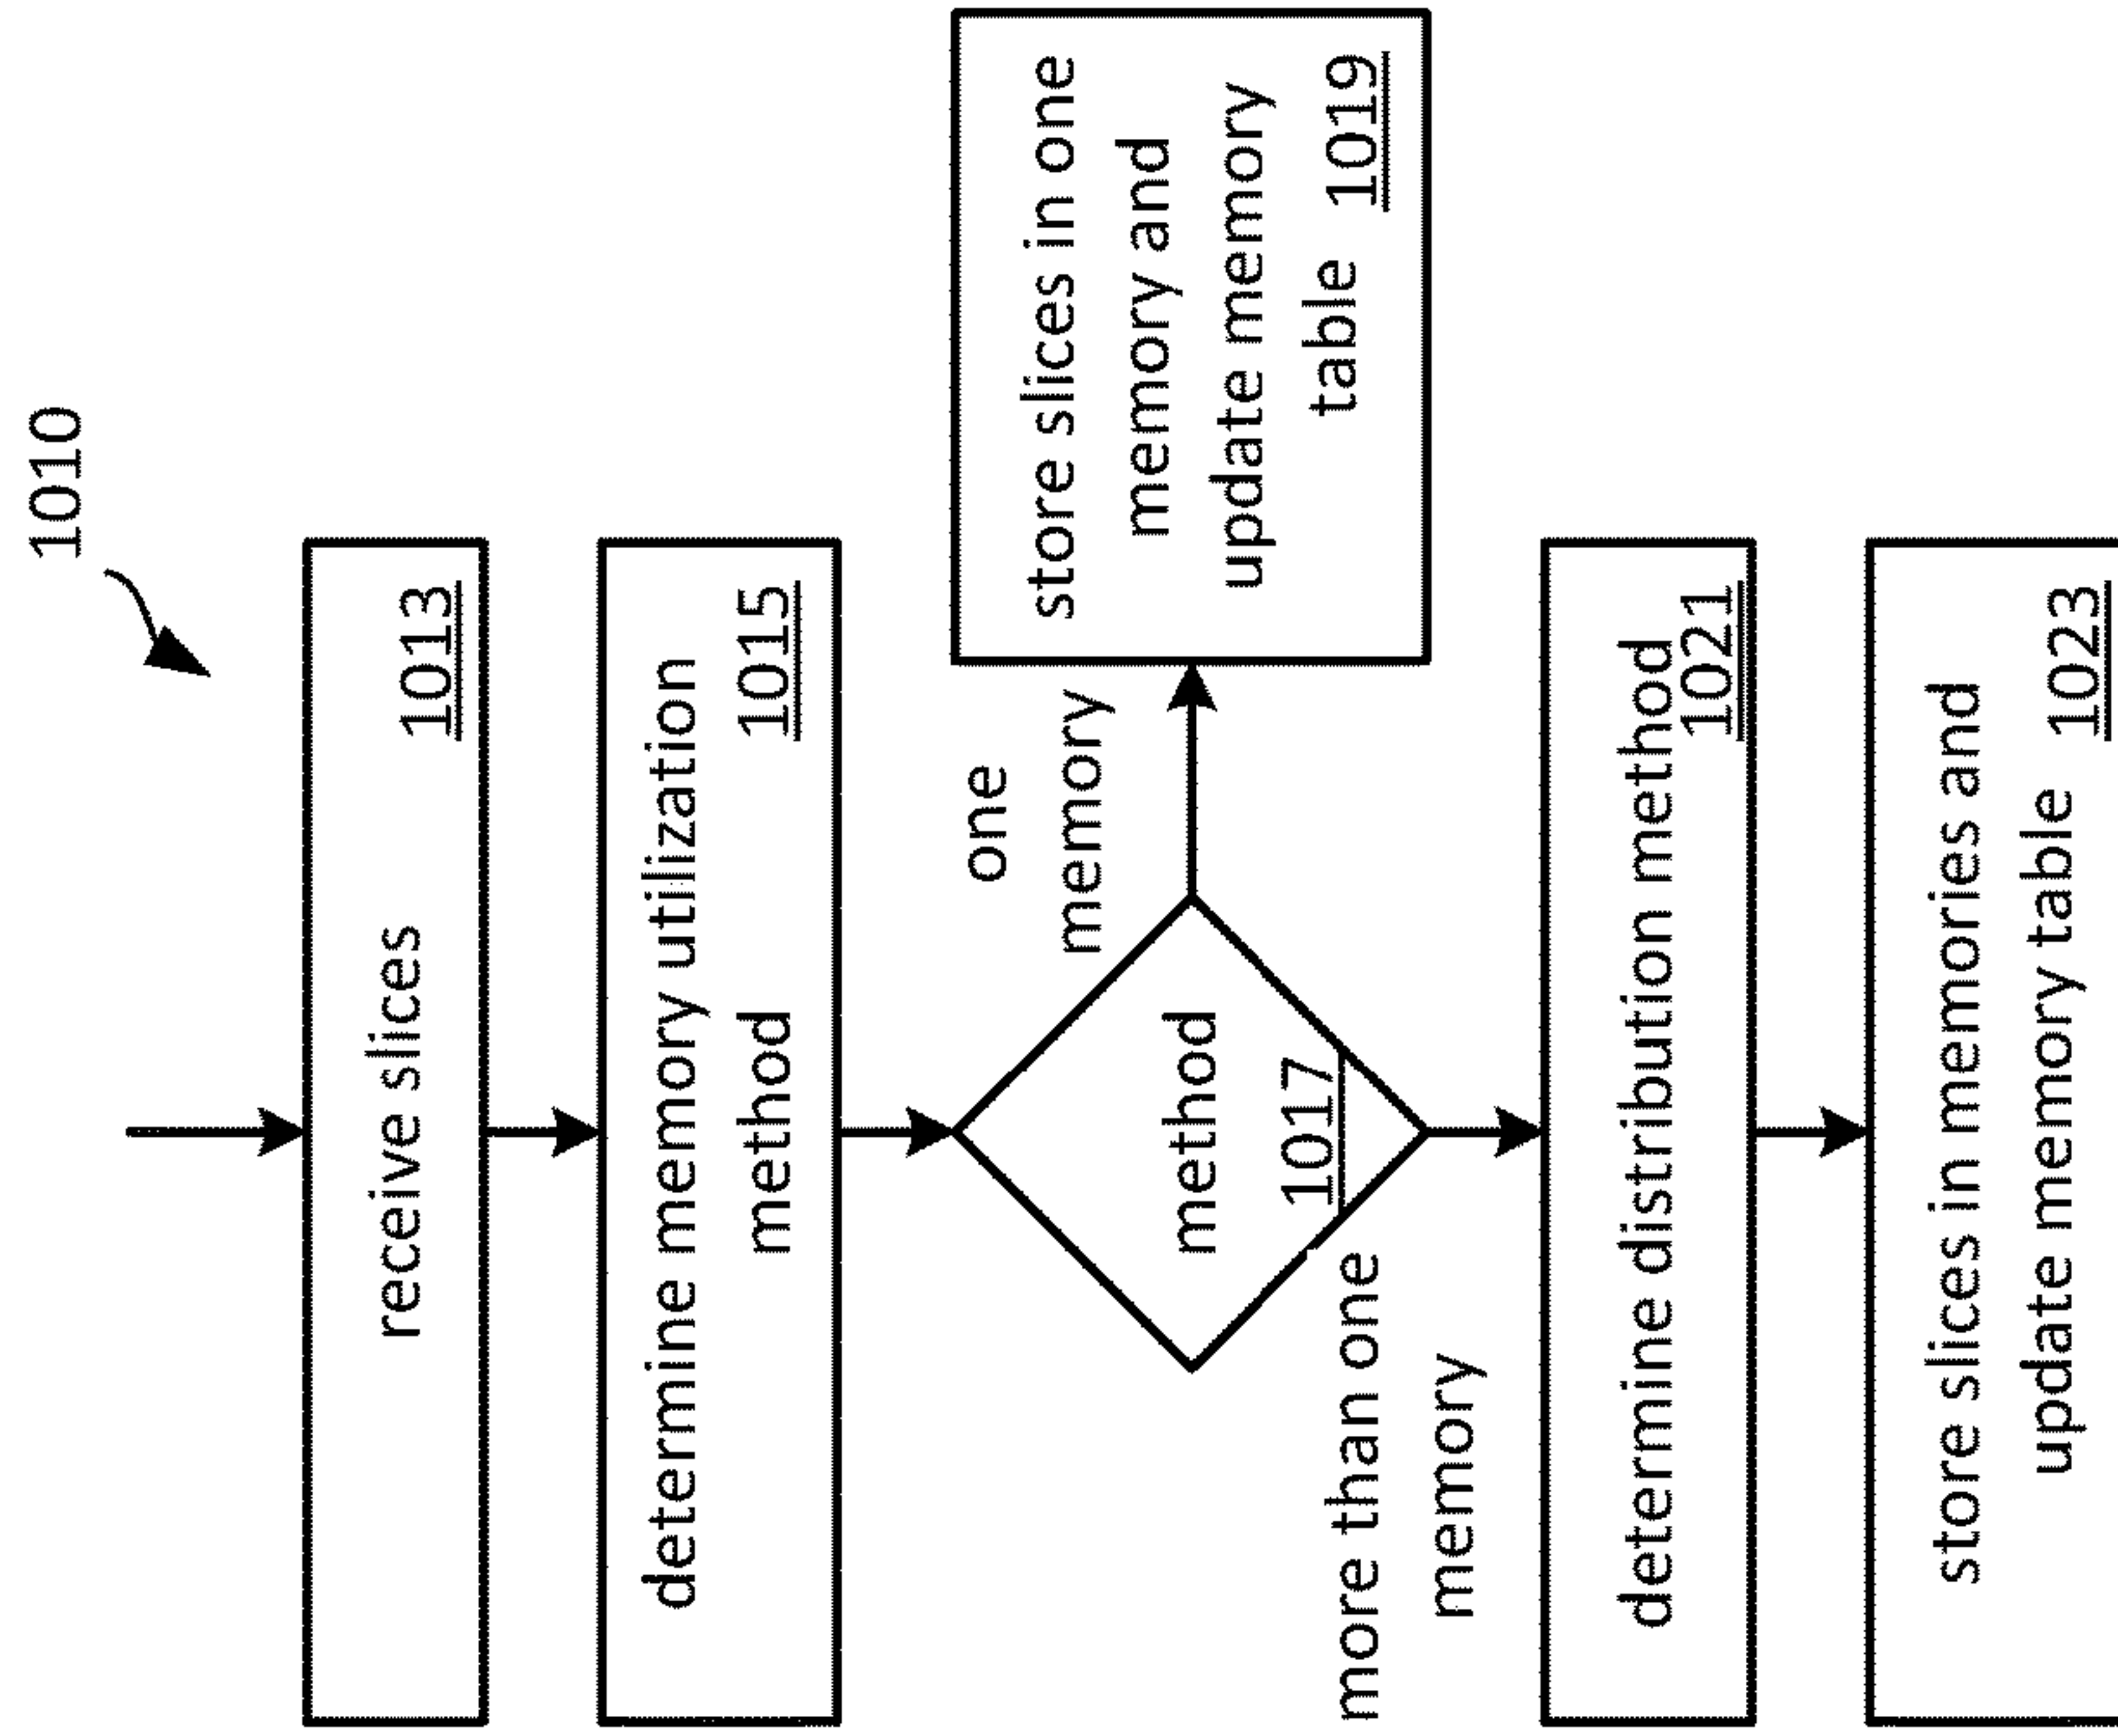 1010
receive slices
1013
determine memory utilization
method 1015
method
1017
one
memory
store slices in one
memory and
update memory
table 1019
more than one
memory
determine distribution method
1021
store slices in memories and
update memory table 1023